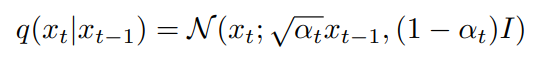 q(x_t|x_{t−1}) = 𝒩(x_t; √α_t x_{t−1}, (1 − α_t)I)